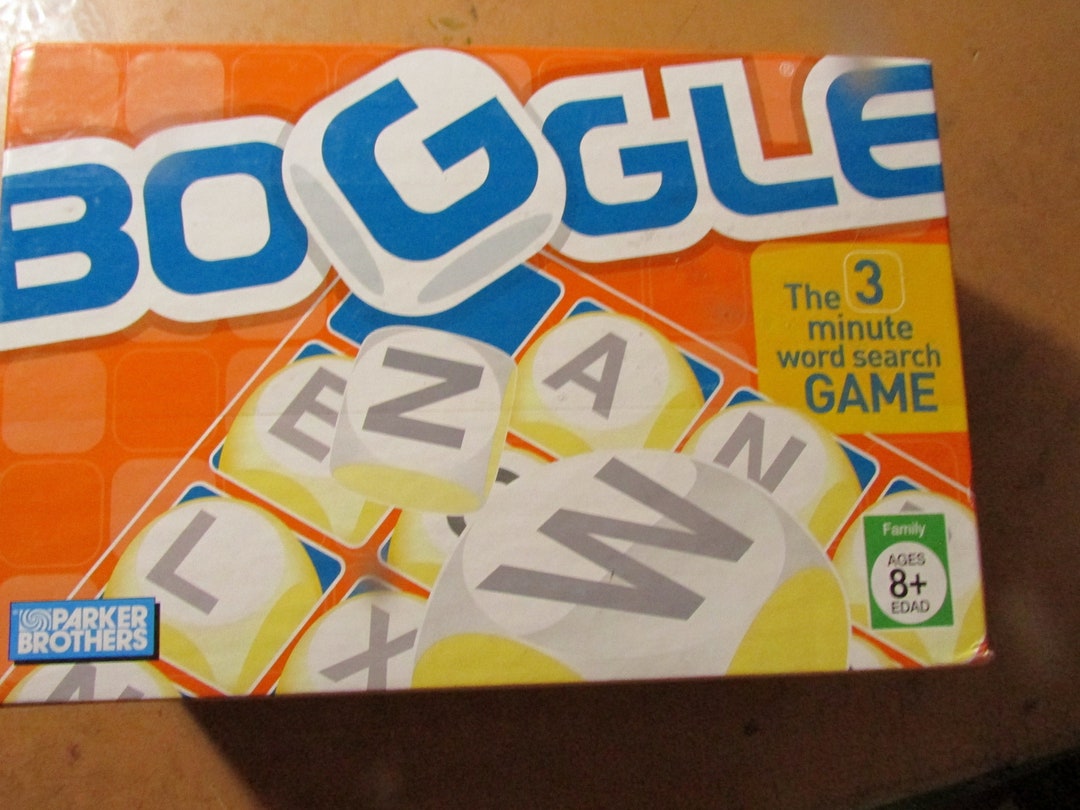 BOGGLE®
The 3
minute
word search
GAME
E
Z
A
N
L
X
W
N
Family
AGES
8+
EDAD
PARKER
BROTHERS